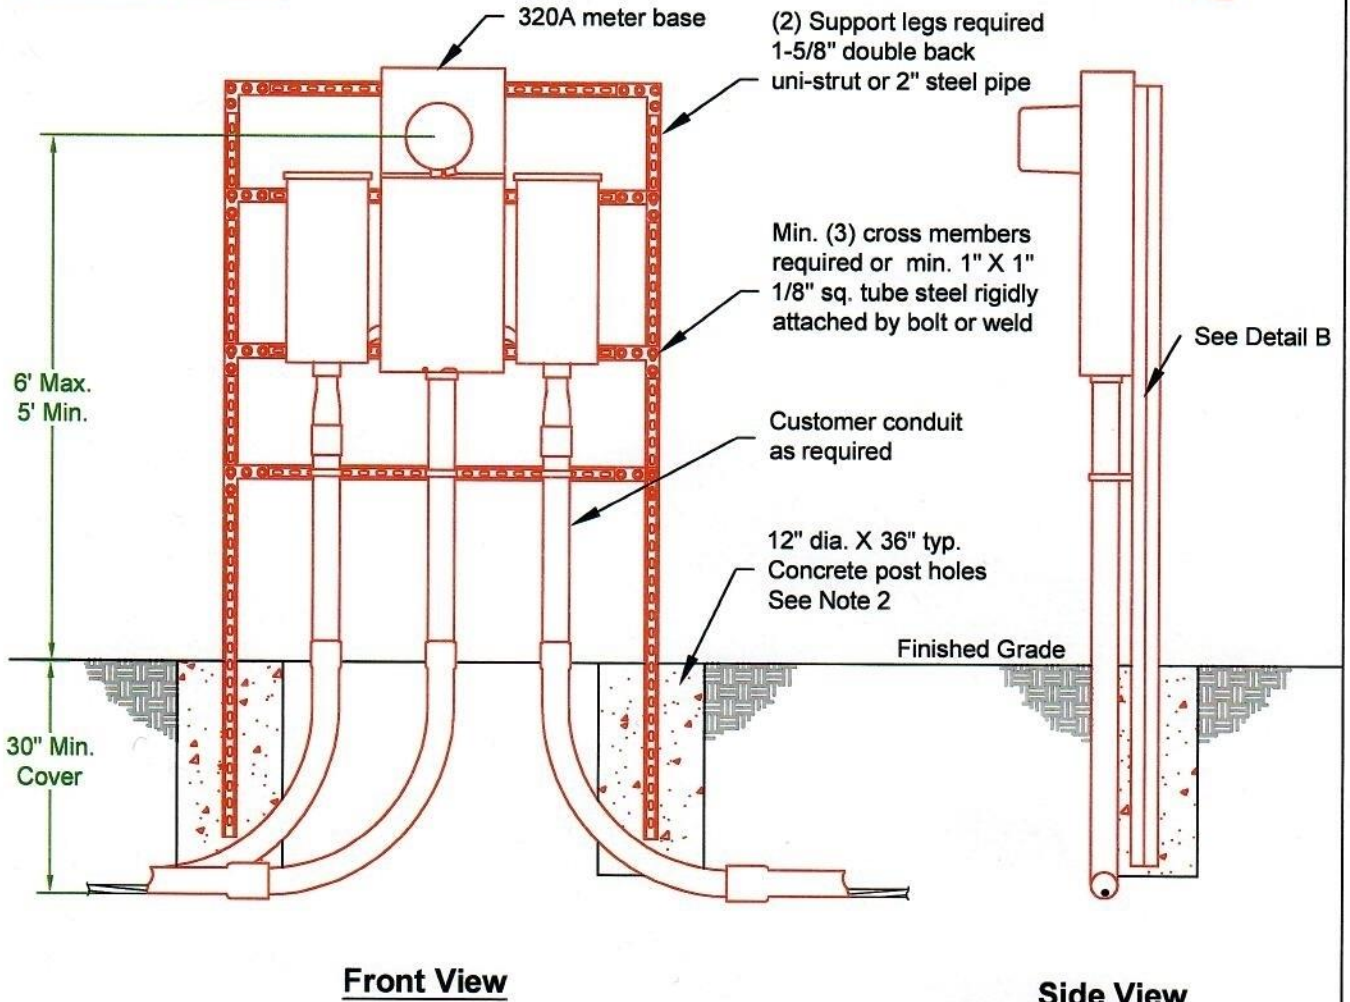 320A meter base
(2) Support legs required
1-5/8" double back
uni-strut or 2" steel pipe
Min. (3) cross members
required or min. 1" X 1"
1/8" sq. tube steel rigidly
attached by bolt or weld
See Detail B
6' Max.
5' Min.
Customer conduit
as required
12" dia. X 36" typ.
Concrete post holes
See Note 2
Finished Grade
30" Min.
Cover
Front View
Side View